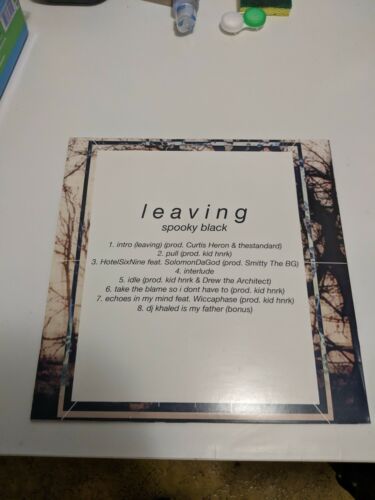 leaving
spooky black
1. intro (leaving) (prod. Curtis Heron & thestandard)
2. pull (prod. kid hnrk)
3. HotelSixNine feat. SolomonDaGod (prod. Smitty The BG)
4. interlude
5. idle (prod. kid hnrk & Drew the Architect)
6. take the blame so i dont have to (prod. kid hnrk)
7. echoes in my mind feat. Wiccaphase (prod. kid hnrk)
8. dj khaled is my father (bonus)